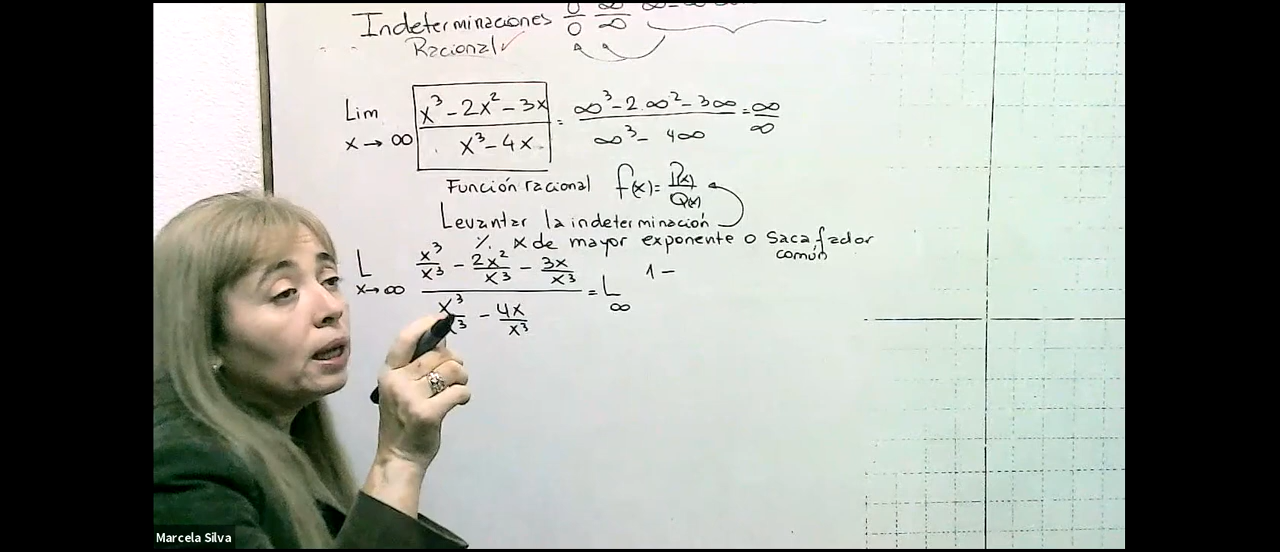 Indeterminaciones 0/0 ∞/∞
Racional ✓
Lim x → ∞ (x³ - 2x² - 3x)/(x³ - 4x) = (∞³ - 2.∞² - 3∞)/(∞³ - 4∞) = ∞/∞
Función racional f(x) = P(x)/Q(x)
Levantar la indeterminación
% x de mayor exponente o Saca factor
común
L x → ∞ (x³/x³ - 2x²/x³ - 3x/x³)/(x³/x³ - 4x/x³) = L ∞ 1 -
Marcela Silva